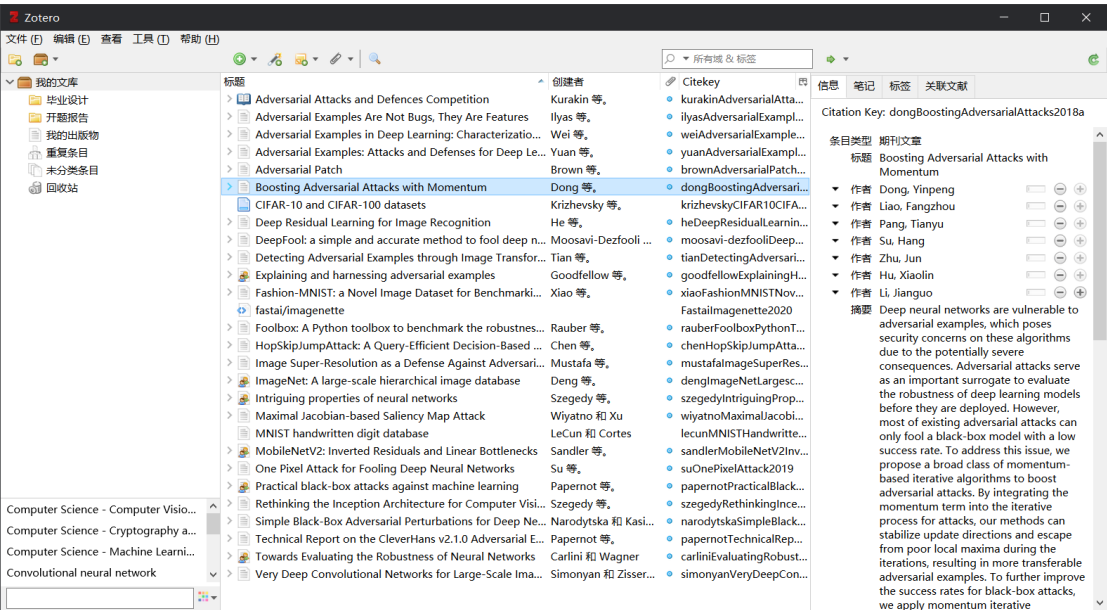 Zotero
文件 (F) 编辑 (E) 查看 工具 (T) 帮助 (H)
所有域 & 标签
我的文库
毕业设计
开题报告
我的出版物
重复条目
未分类条目
回收站
Computer Science - Computer Visio...
Computer Science - Cryptography a...
Computer Science - Machine Learni...
Convolutional neural network
标题 创建者 Citekey
Adversarial Attacks and Defences Competition Kurakin 等。 kurakinAdversarialAtta...
Adversarial Examples Are Not Bugs, They Are Features Ilyas 等。 ilyasAdversarialExampl...
Adversarial Examples in Deep Learning: Characterizatio... Wei 等。 weiAdversarialExample...
Adversarial Examples: Attacks and Defenses for Deep Le... Yuan 等。 yuanAdversarialExampl...
Adversarial Patch Brown 等。 brownAdversarialPatch...
Boosting Adversarial Attacks with Momentum Dong 等。 dongBoostingAdversari...
CIFAR-10 and CIFAR-100 datasets Krizhevsky 等。 krizhevskyCIFAR10CIFA...
Deep Residual Learning for Image Recognition He 等。 heDeepResidualLearnin...
DeepFool: a simple and accurate method to fool deep n... Moosavi-Dezfooli ... moosavi-dezfooliDeep...
Detecting Adversarial Examples through Image Transfor... Tian 等。 tianDetectingAdversari...
Explaining and harnessing adversarial examples Goodfellow 等。 goodfellowExplainingH...
Fashion-MNIST: a Novel Image Dataset for Benchmarki... Xiao 等。 xiaoFashionMNISTNov...
fastai/imagenette FastaiImagenette2020
Foolbox: A Python toolbox to benchmark the robustnes... Rauber 等。 rauberFoolboxPythonT...
HopSkipJumpAttack: A Query-Efficient Decision-Based ... Chen 等。 chenHopSkipJumpAtta...
Image Super-Resolution as a Defense Against Adversari... Mustafa 等。 mustafaImageSuperRes...
ImageNet: A large-scale hierarchical image database Deng 等。 dengImageNetLargesc...
Intriguing properties of neural networks Szegedy 等。 szegedyIntriguingProp...
Maximal Jacobian-based Saliency Map Attack Wiyatno 和 Xu wiyatnoMaximalJacobi...
MNIST handwritten digit database LeCun 和 Cortes lecunMNISTHandwritte...
MobileNetV2: Inverted Residuals and Linear Bottlenecks Sandler 等。 sandlerMobileNetV2Inv...
One Pixel Attack for Fooling Deep Neural Networks Su 等。 suOnePixelAttack2019
Practical black-box attacks against machine learning Papernot 等。 papernotPracticalBlack...
Rethinking the Inception Architecture for Computer Visi... Szegedy 等。 szegedyRethinkingInce...
Simple Black-Box Adversarial Perturbations for Deep Ne... Narodytska 和 Kasi... narodytskaSimpleBlack...
Technical Report on the CleverHans v2.1.0 Adversarial E... Papernot 等。 papernotTechnicalRep...
Towards Evaluating the Robustness of Neural Networks Carlini 和 Wagner carliniEvaluatingRobust...
Very Deep Convolutional Networks for Large-Scale Ima... Simonyan 和 Zisser... simonyanVeryDeepCon...
信息 笔记 标签 关联文献
Citation Key: dongBoostingAdversarialAttacks2018a
条目类型 期刊文章
标题 Boosting Adversarial Attacks with
Momentum
作者 Dong, Yinpeng
作者 Liao, Fangzhou
作者 Pang, Tianyu
作者 Su, Hang
作者 Zhu, Jun
作者 Hu, Xiaolin
作者 Li, Jianguo
摘要 Deep neural networks are vulnerable to
adversarial examples, which poses
security concerns on these algorithms
due to the potentially severe
consequences. Adversarial attacks serve
as an important surrogate to evaluate
the robustness of deep learning models
before they are deployed. However,
most of existing adversarial attacks can
only fool a black-box model with a low
success rate. To address this issue, we
propose a broad class of momentum-
based iterative algorithms to boost
adversarial attacks. By integrating the
momentum term into the iterative
process for attacks, our methods can
stabilize update directions and escape
from poor local maxima during the
iterations, resulting in more transferable
adversarial examples. To further improve
the success rates for black-box attacks,
we apply momentum iterative